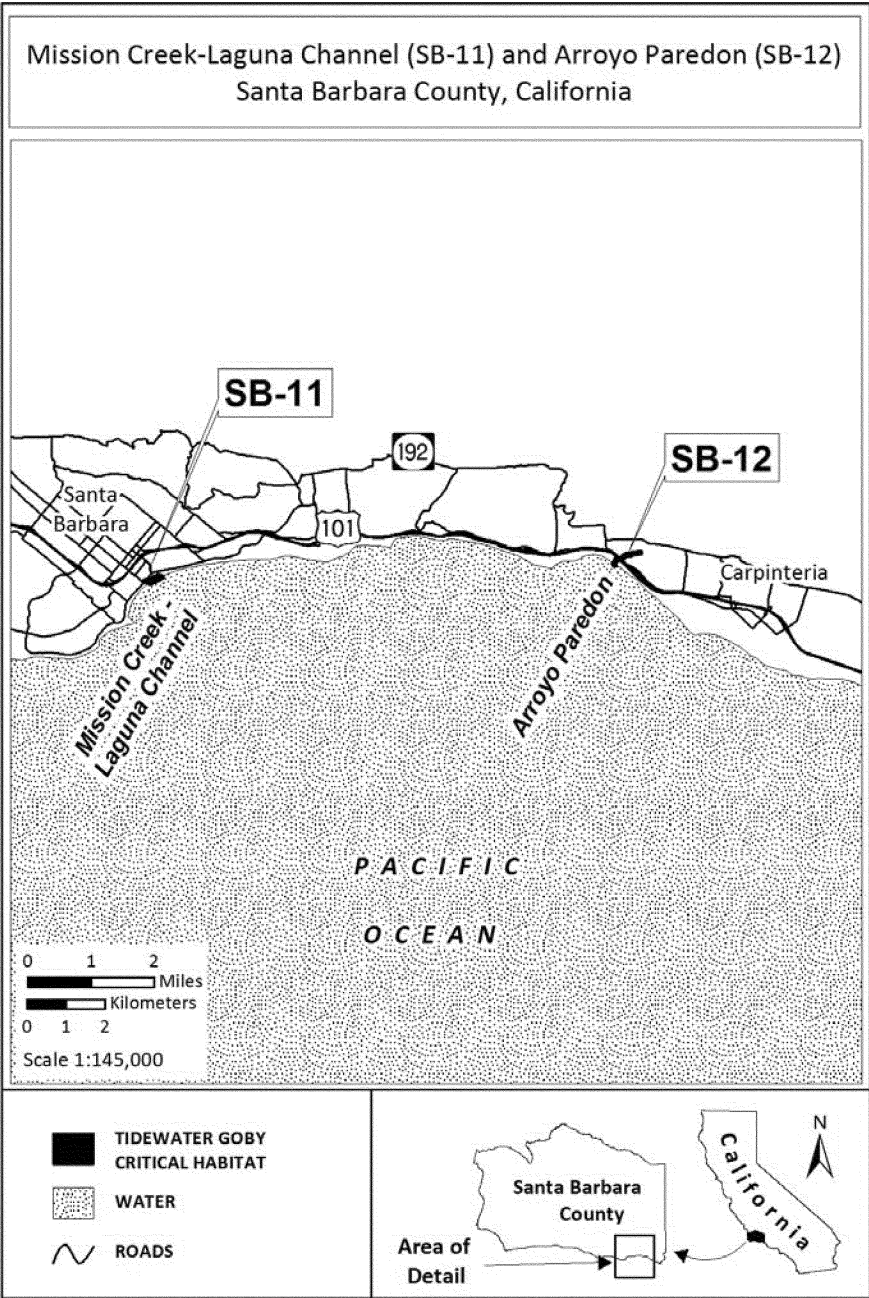 Mission Creek-Laguna Channel (SB-11) and Arroyo Paredon (SB-12)
Santa Barbara County, California
SB-11
192
SB-12
Santa
Barbara
101
Carpinteria
Mission Creek -
Laguna Channel
Arroyo Paredon
PACIFIC
OCEAN
0 1 2
Miles
Kilometers
0 1 2
Scale 1:145,000
TIDEWATER GOBY
CRITICAL HABITAT
WATER
ROADS
Santa Barbara
County
Area of
Detail
California
N